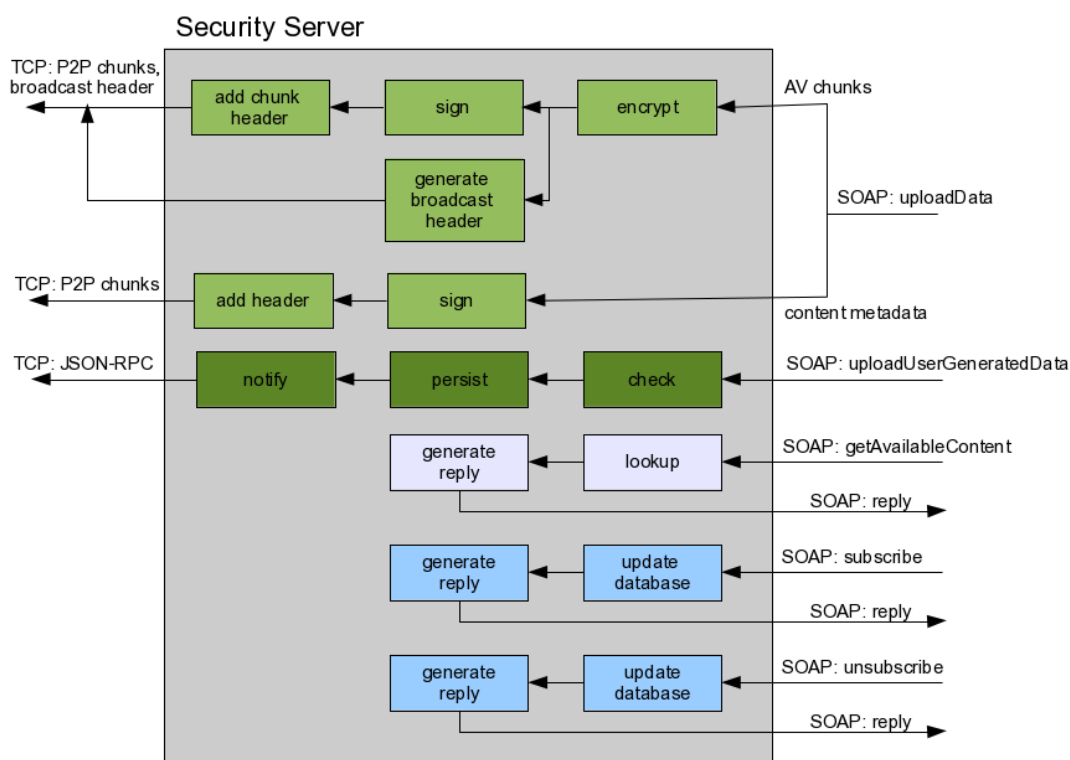 Security Server
TCP: P2P chunks,
broadcast header
add chunk
header
sign
encrypt
AV chunks
generate
broadcast
header
SOAP: uploadData
TCP: P2P chunks
add header
sign
content metadata
TCP: JSON-RPC
notify
persist
check
SOAP: uploadUserGeneratedData
generate
reply
lookup
SOAP: getAvailableContent
SOAP: reply
generate
reply
update
database
SOAP: subscribe
SOAP: reply
generate
reply
update
database
SOAP: unsubscribe
SOAP: reply